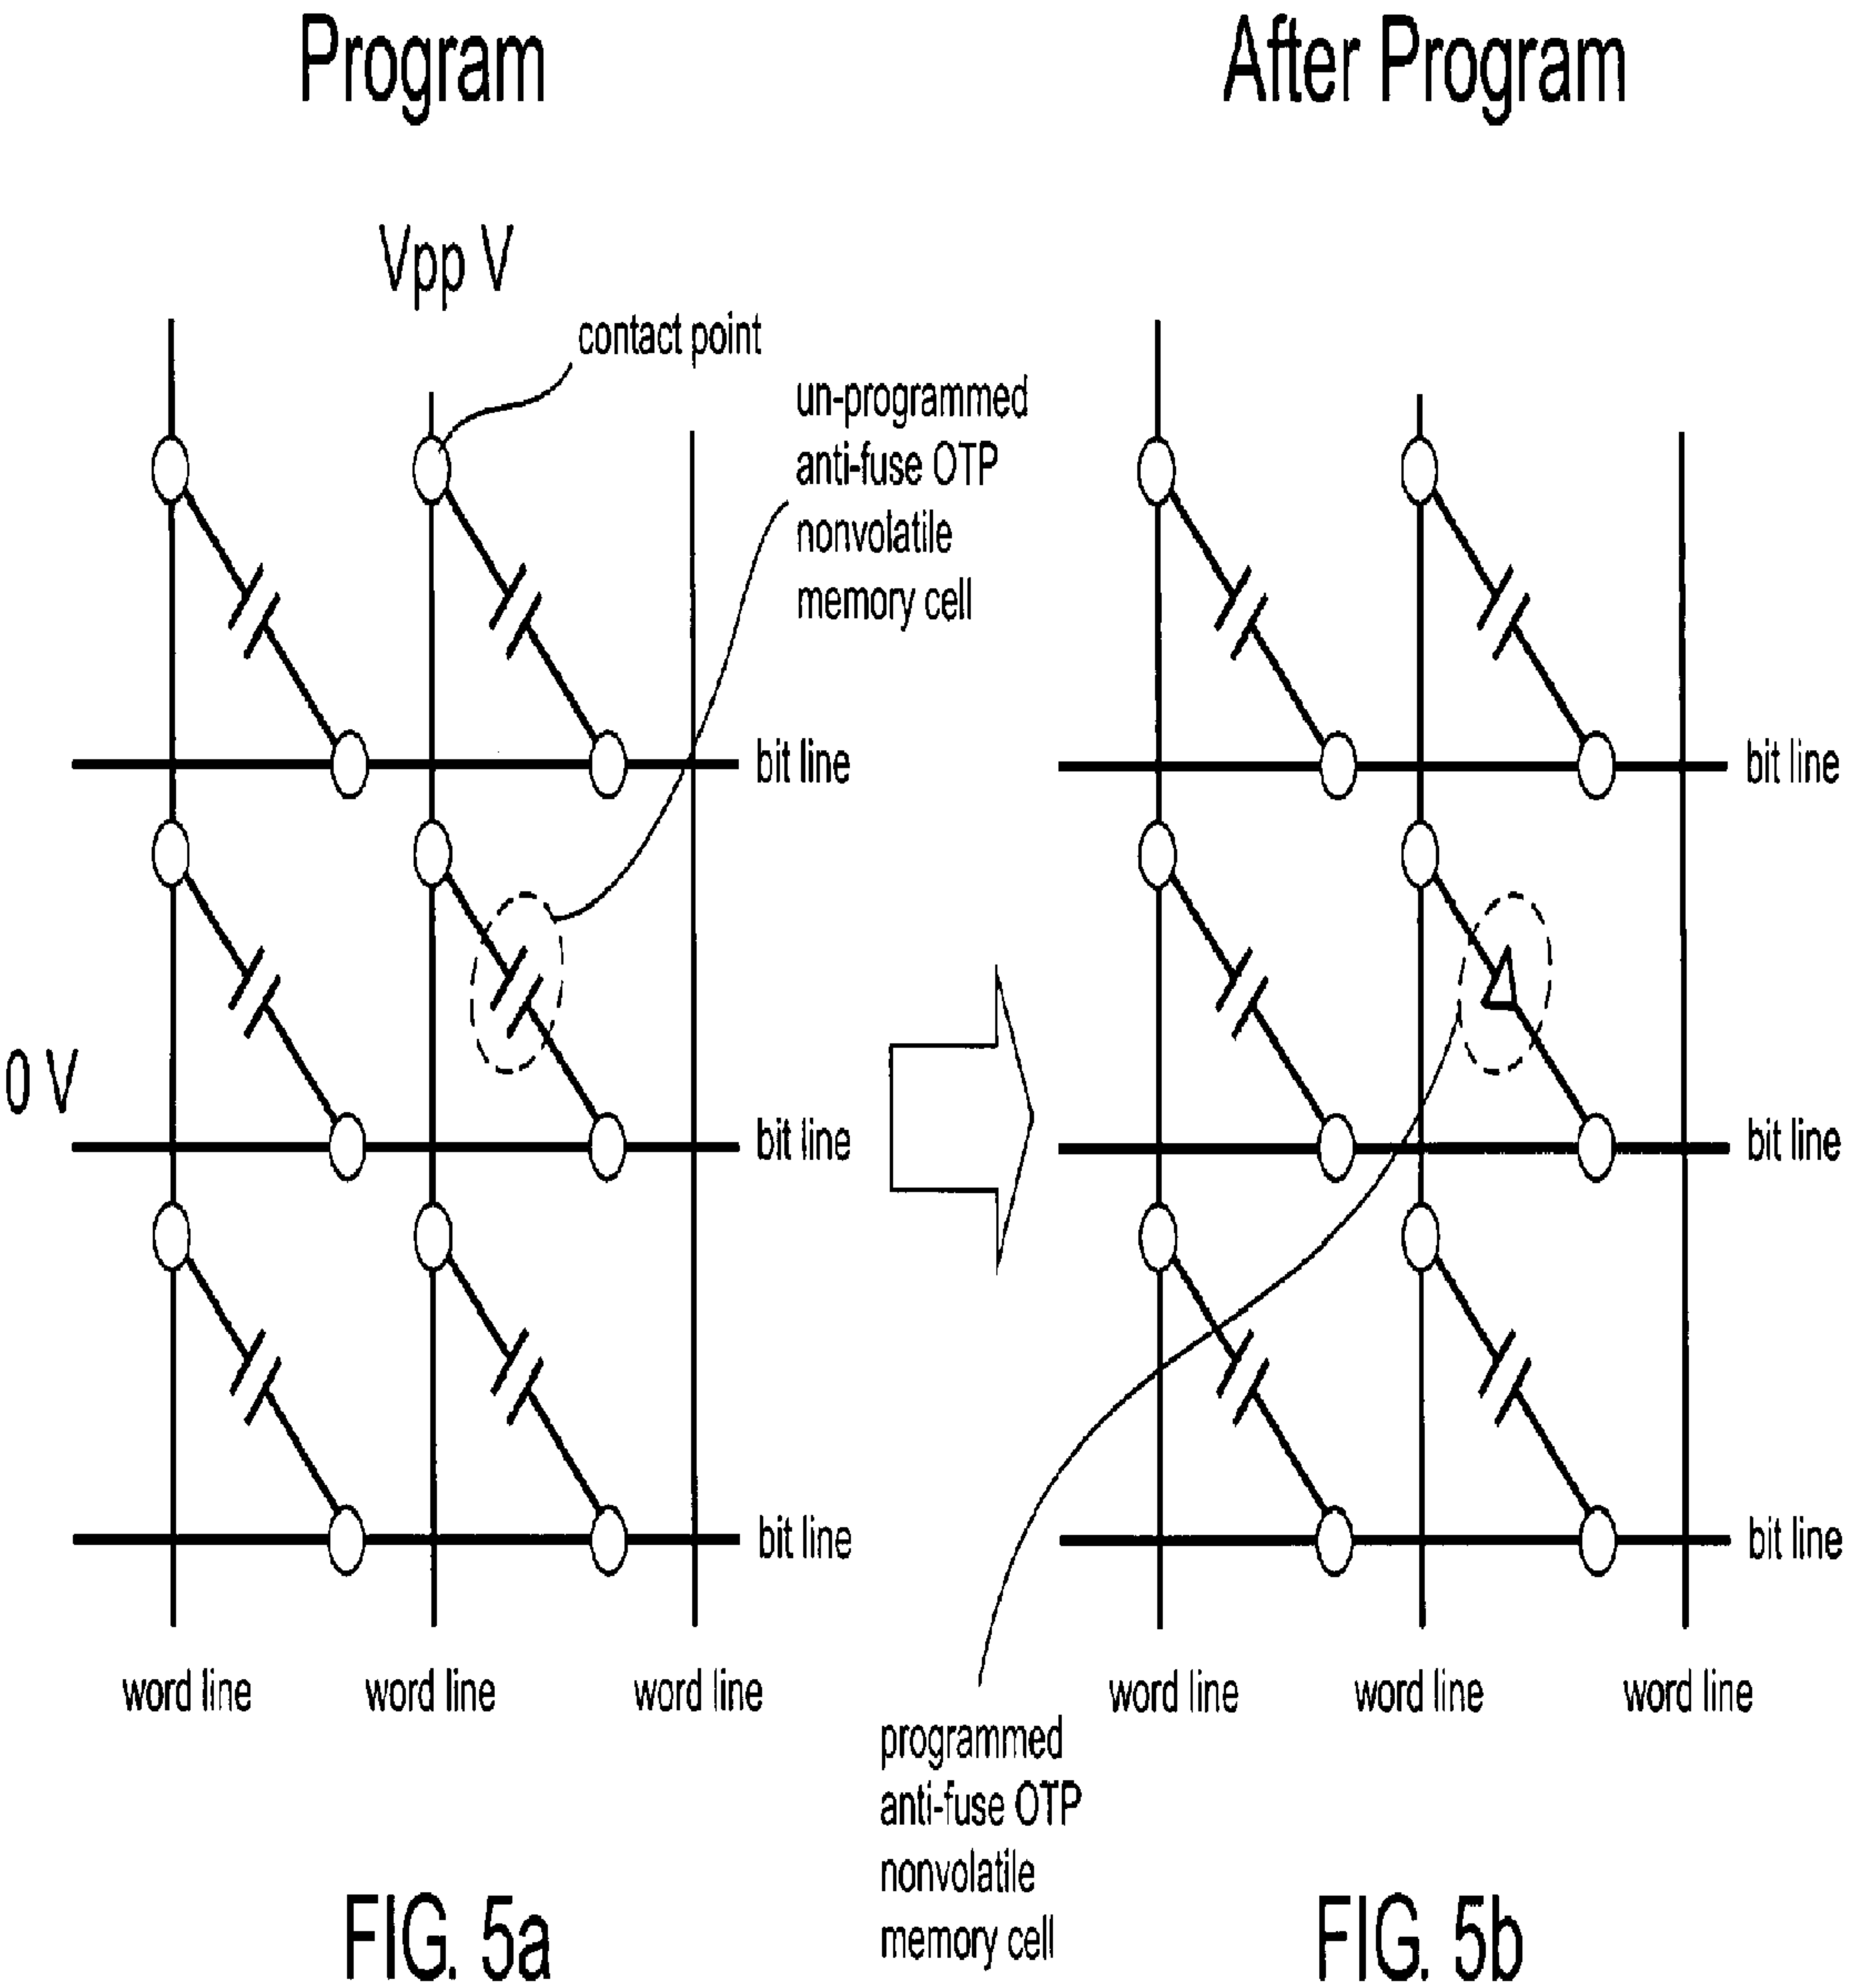 Program
After Program
Vpp V
contact point
un-programmed
anti-fuse OTP
nonvolatile
memory cell
bit line
bit line
0 V
bit line
bit line
bit line
bit line
word line
word line
word line
word line
word line
word line
programmed
anti-fuse OTP
nonvolatile
memory cell
FIG. 5a
FIG. 5b